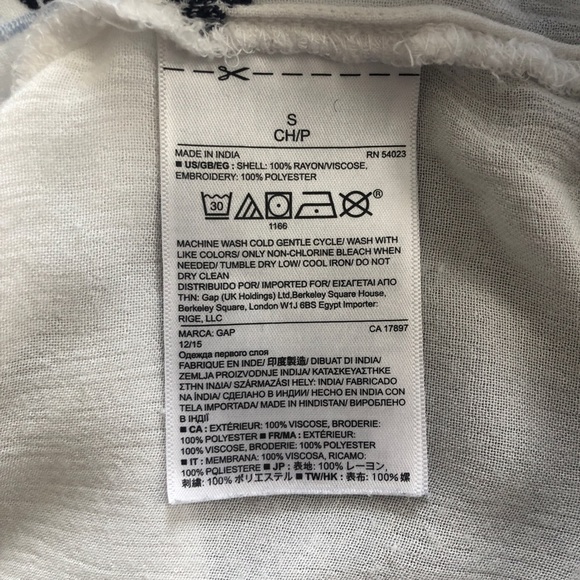 S
CH/P
MADE IN INDIA RN 54023
■ US/GB/EG : SHELL: 100% RAYON/VISCOSE,
EMBROIDERY: 100% POLYESTER
30 ®
1166
MACHINE WASH COLD GENTLE CYCLE/ WASH WITH
LIKE COLORS/ ONLY NON-CHLORINE BLEACH WHEN
NEEDED/ TUMBLE DRY LOW/ COOL IRON/ DO NOT
DRY CLEAN
DISTRIBUIDO POR/ IMPORTED FOR/ ΕΙΣΑΓΕΤΑΙ ΑΠΟ
ΤΗΝ: Gap (UK Holdings) Ltd,Berkeley Square House,
Berkeley Square, London W1J 6BS Egypt Importer:
RIGE, LLC
MARCA: GAP CA 17897
12/15
Одежда первого слоя
FABRIQUE EN INDE/ 印度製造/ DIBUAT DI INDIA/
ZEMLJA PROIZVODNJE INDIJA/ ΚΑΤΑΣΚΕΥΑΣΤΗΚΕ
ΣΤΗΝ INDIA/ SZÁRMAZÁSI HELY: INDIA/ FABRICADO
NA ÍNDIA/ СДЕЛАНО В ИНДИИ/ HECHO EN INDIA CON
TELA IMPORTADA/ MADE IN HINDISTAN/ ВИРОБЛЕНО
В ІНДІЇ
■ CA : EXTÉRIEUR: 100% VISCOSE, BRODERIE:
100% POLYESTER ■ FR/MA : EXTÉRIEUR:
100% VISCOSE, BRODERIE: 100% POLYESTER
■ IT : MEMBRANA: 100% VISCOSA, RICAMO:
100% POLIESTERE ■ JP : 表地: 100% レーヨン,
刺繍: 100% ポリエステル ■ TW/HK : 表布: 100% 嫘